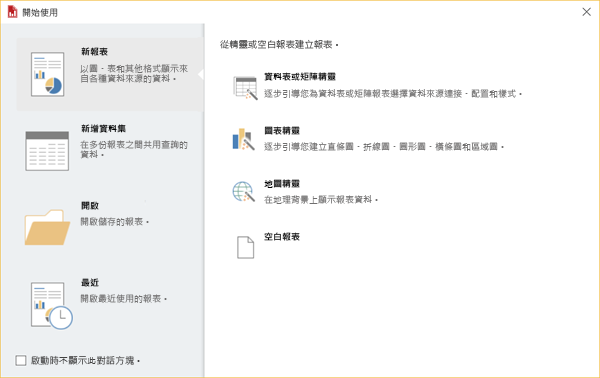 開始使用
新報表
以圖、表和其他格式顯示來
自各種資料來源的資料。
新增資料集
在多份報表之間共用查詢的
資料。
開啟
開啟儲存的報表。
最近
開啟最近使用的報表。
啟動時不顯示此對話方塊。
從精靈或空白報表建立報表。
資料表或矩陣精靈
逐步引導您為資料表或矩陣報表選擇資料來源連接、配置和樣式。
圖表精靈
逐步引導您建立直條圖、折線圖、圓形圖、橫條圖和區域圖。
地圖精靈
在地理背景上顯示報表資料。
空白報表